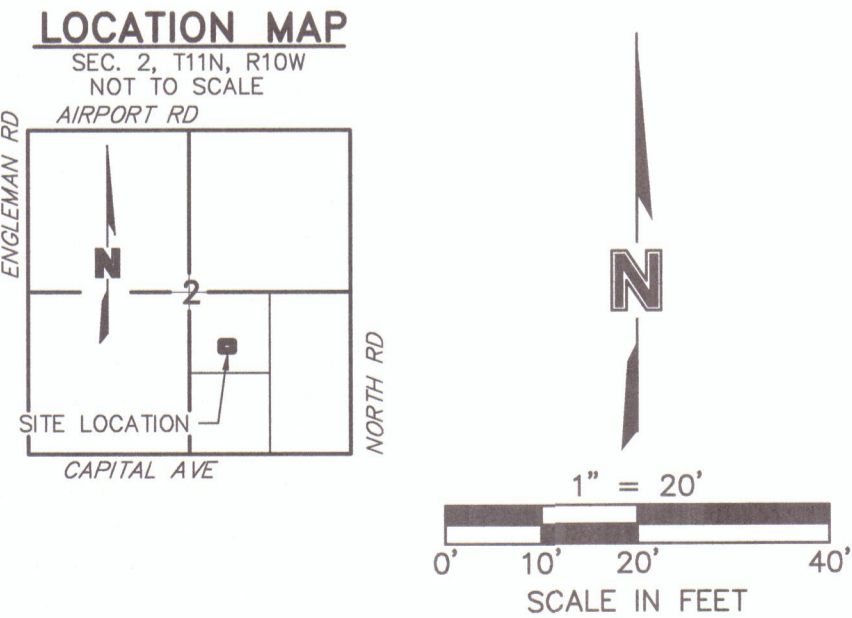 LOCATION MAP
SEC. 2, T11N, R10W
NOT TO SCALE
AIRPORT RD
ENGLEMAN RD
N
2
NORTH RD
SITE LOCATION
CAPITAL AVE
N
1" = 20'
0' 10' 20' 40'
SCALE IN FEET